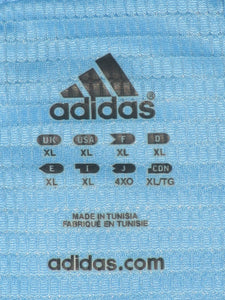 adidas®
UK USA F D
XL XL XL XL
E I J CDN
XL XL 4XO XL/TG
MADE IN TUNISIA
FABRIQUÉ EN TUNISIE
adidas.com